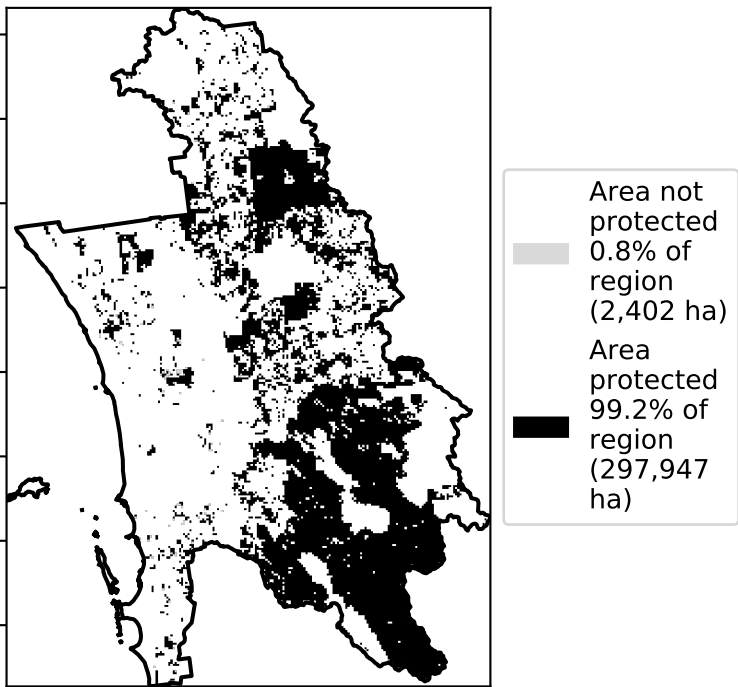 Area not
protected
0.8% of
region
(2,402 ha)
Area
protected
99.2% of
region
(297,947
ha)